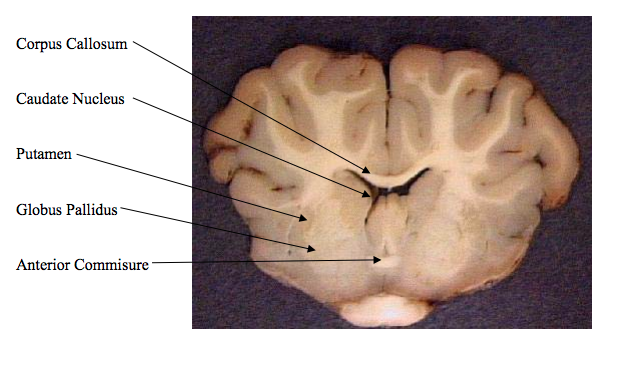 Corpus Callosum
Caudate Nucleus
Putamen
Globus Pallidus
Anterior Commisure